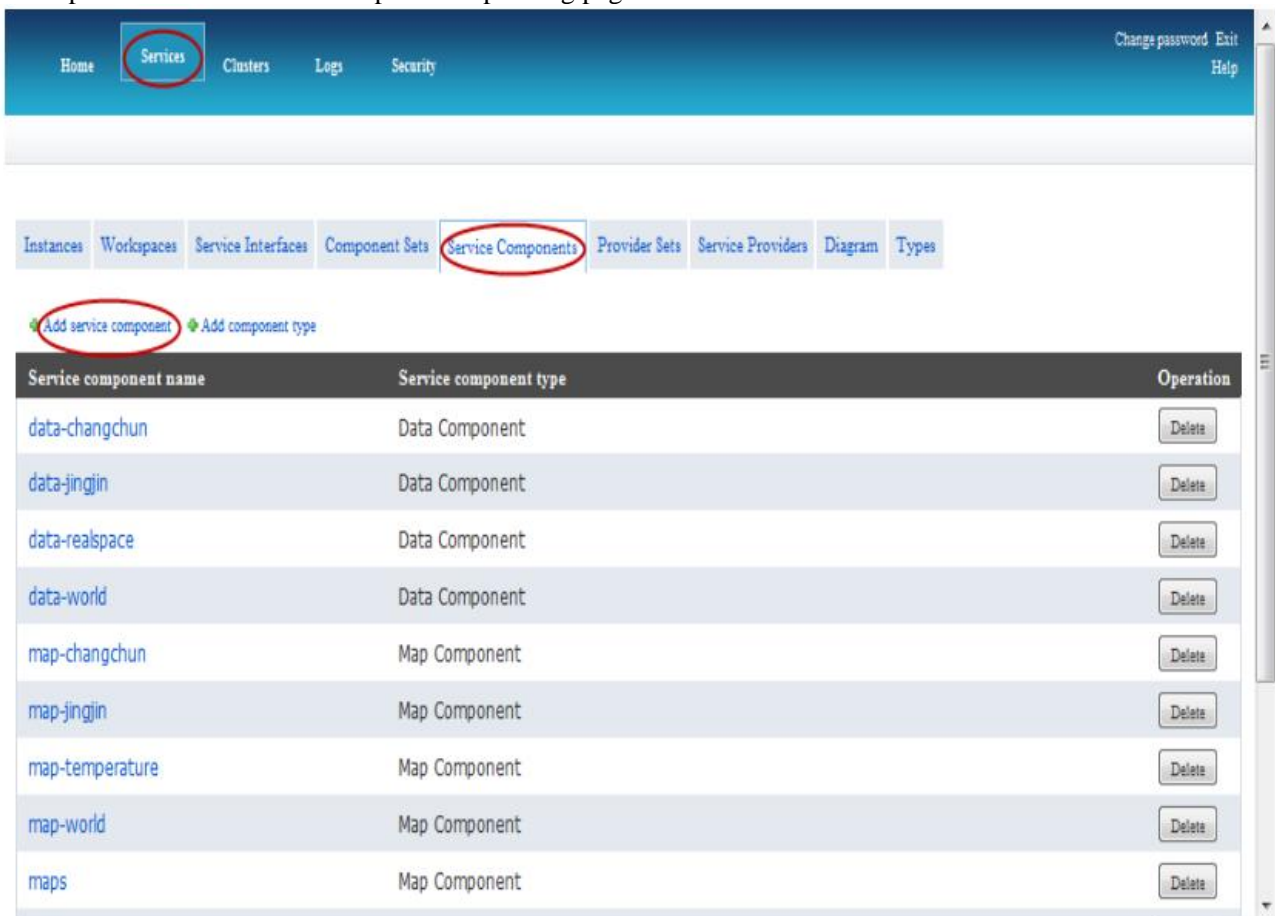 Change password Exit
Home Services Clusters Logs Security Help
Instances Workspaces Service Interfaces Component Sets Service Components Provider Sets Service Providers Diagram Types
Add service component Add component type
Service component name Service component type Operation
data-changchun Data Component Delete
data-jingjin Data Component Delete
data-realspace Data Component Delete
data-world Data Component Delete
map-changchun Map Component Delete
map-jingjin Map Component Delete
map-temperature Map Component Delete
map-world Map Component Delete
maps Map Component Delete